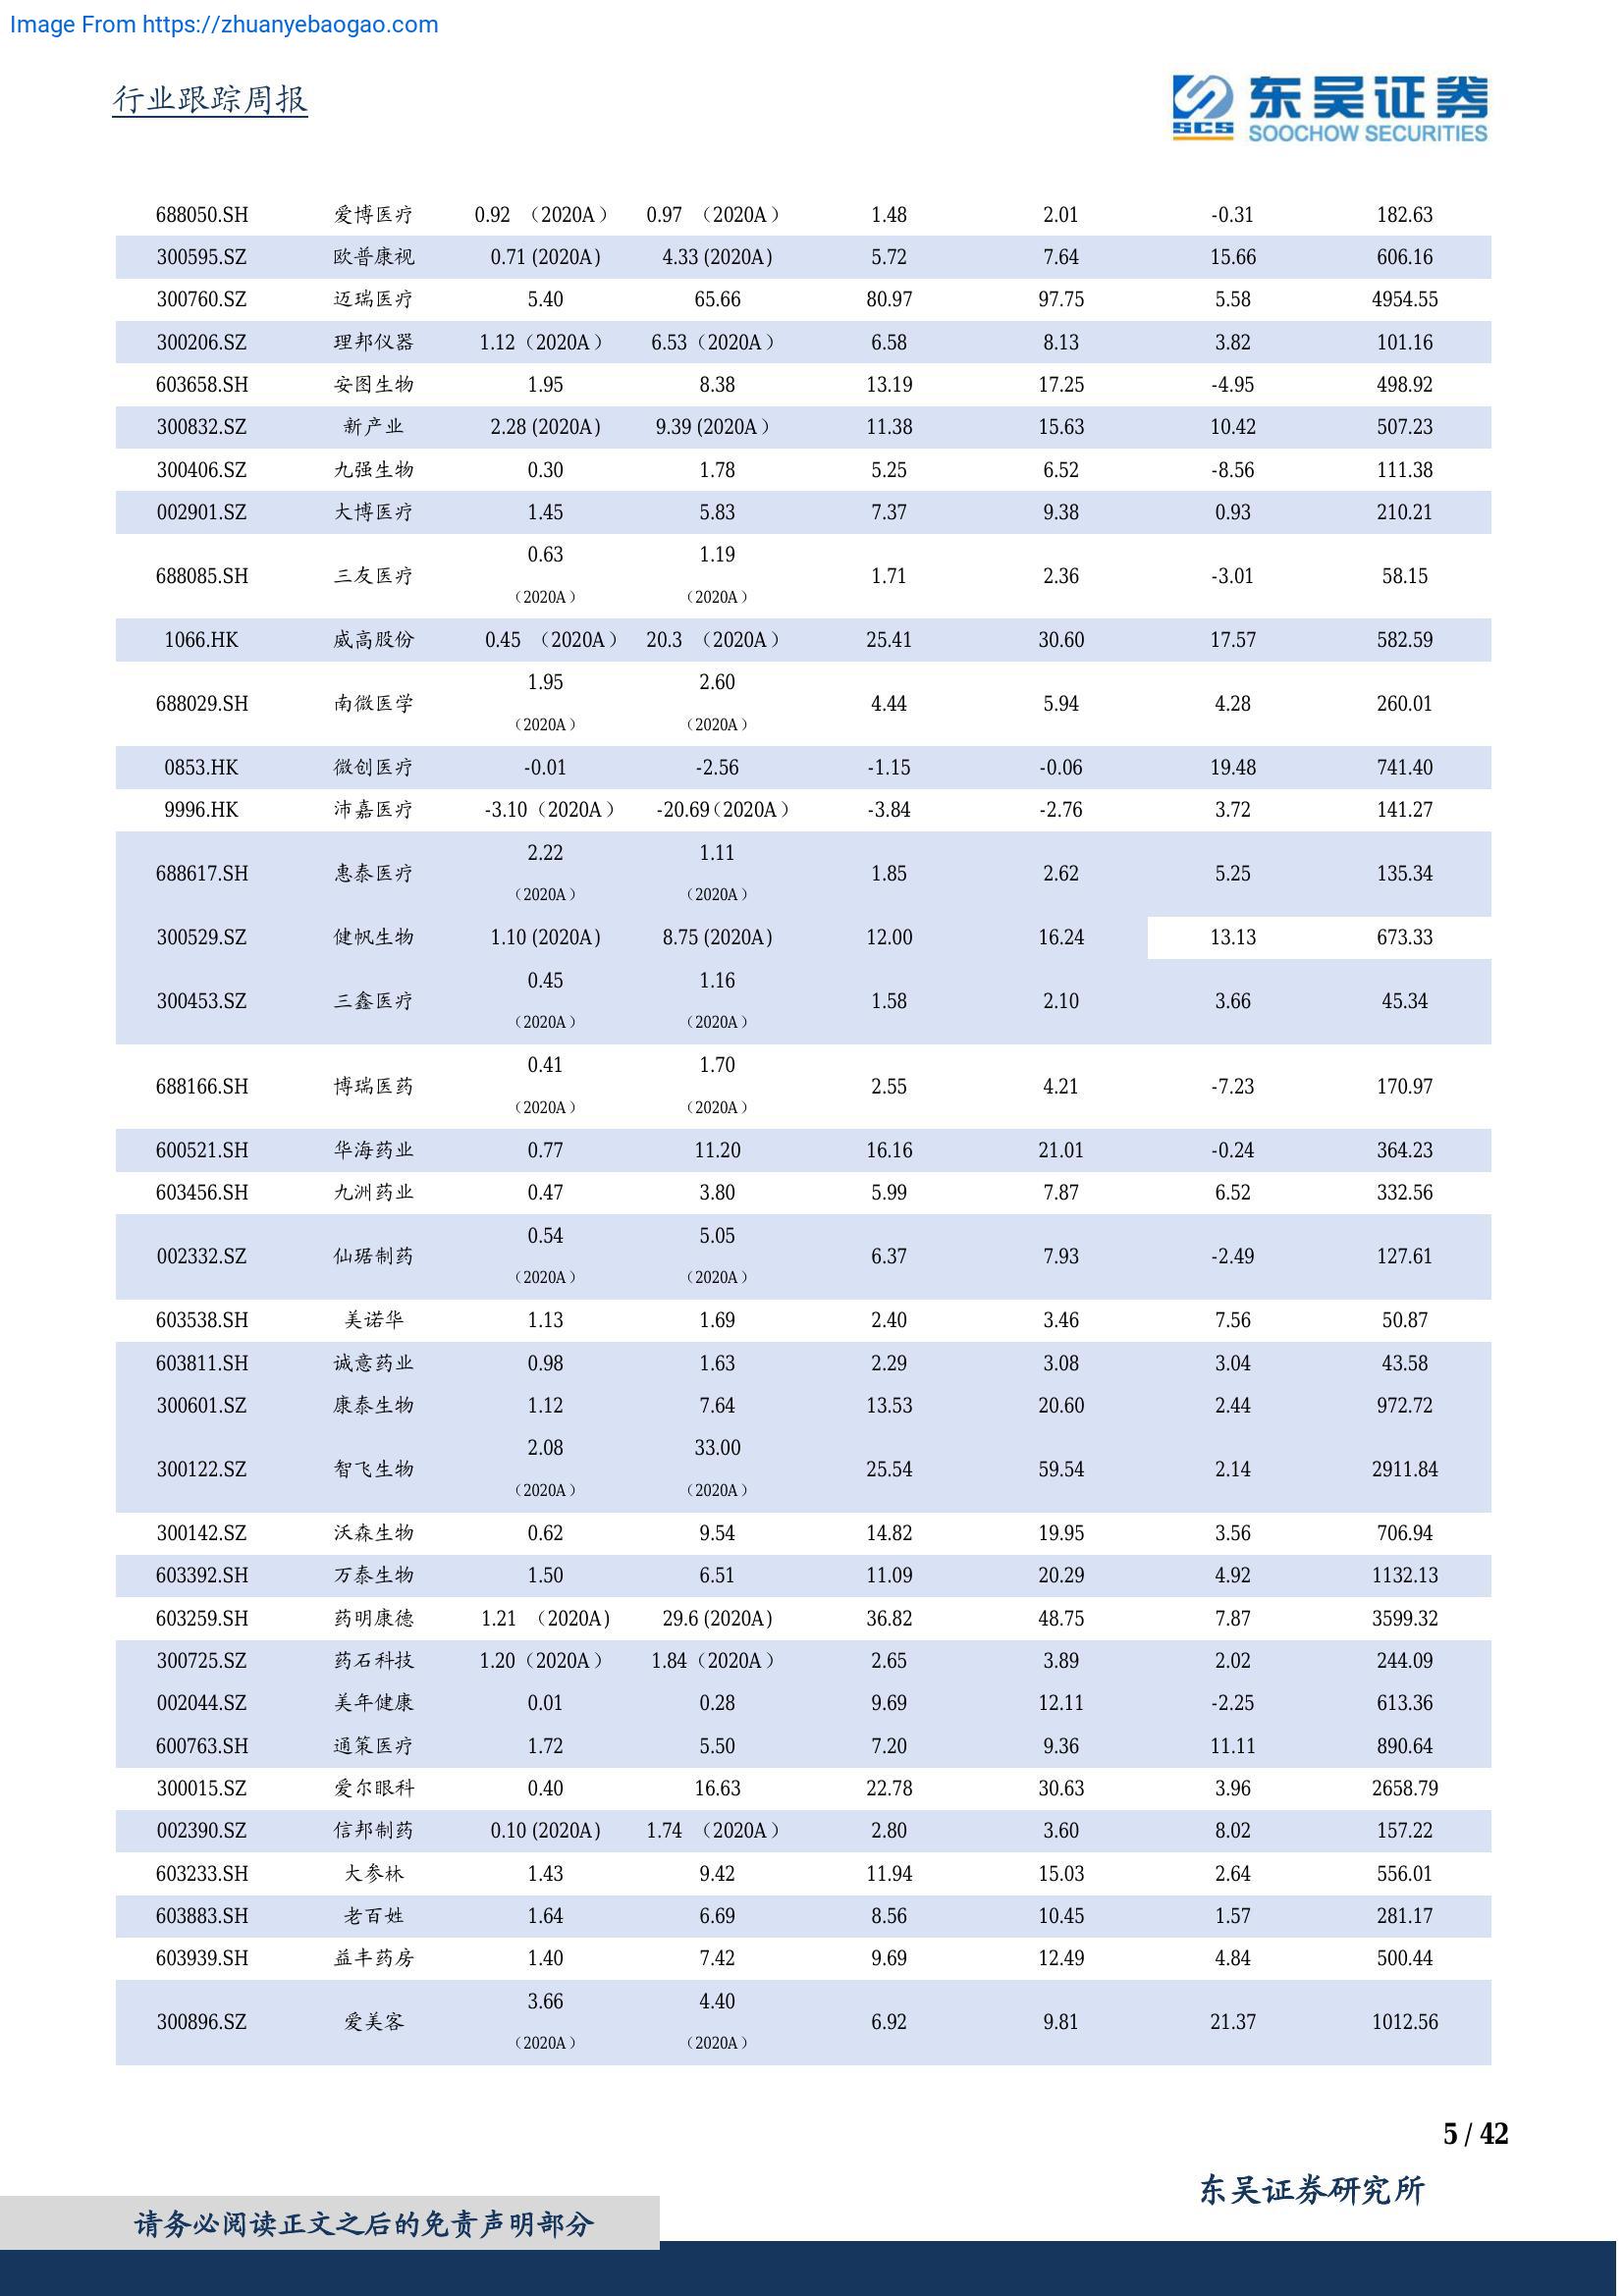 Image From https://zhuanyebaogao.com
行业跟踪周报
东吴证券
SCS
SOOCHOW SECURITIES
688050.SH 爱博医疗 0.92 （2020A） 0.97 （2020A） 1.48 2.01 -0.31 182.63
300595.SZ 欧普康视 0.71 (2020A) 4.33 (2020A) 5.72 7.64 15.66 606.16
300760.SZ 迈瑞医疗 5.40 65.66 80.97 97.75 5.58 4954.55
300206.SZ 理邦仪器 1.12（2020A） 6.53（2020A） 6.58 8.13 3.82 101.16
603658.SH 安图生物 1.95 8.38 13.19 17.25 -4.95 498.92
300832.SZ 新产业 2.28 (2020A) 9.39 (2020A） 11.38 15.63 10.42 507.23
300406.SZ 九强生物 0.30 1.78 5.25 6.52 -8.56 111.38
002901.SZ 大博医疗 1.45 5.83 7.37 9.38 0.93 210.21
0.63 1.19
688085.SH 三友医疗 1.71 2.36 -3.01 58.15
（2020A） （2020A）
1066.HK 威高股份 0.45 （2020A） 20.3 （2020A） 25.41 30.60 17.57 582.59
1.95 2.60
688029.SH 南微医学 4.44 5.94 4.28 260.01
（2020A） （2020A）
0853.HK 微创医疗 -0.01 -2.56 -1.15 -0.06 19.48 741.40
9996.HK 沛嘉医疗 -3.10（2020A） -20.69（2020A） -3.84 -2.76 3.72 141.27
2.22 1.11
688617.SH 惠泰医疗 1.85 2.62 5.25 135.34
（2020A） （2020A）
300529.SZ 健帆生物 1.10 (2020A) 8.75 (2020A) 12.00 16.24 13.13 673.33
0.45 1.16
300453.SZ 三鑫医疗 1.58 2.10 3.66 45.34
（2020A） （2020A）
0.41 1.70
688166.SH 博瑞医药 2.55 4.21 -7.23 170.97
（2020A） （2020A）
600521.SH 华海药业 0.77 11.20 16.16 21.01 -0.24 364.23
603456.SH 九洲药业 0.47 3.80 5.99 7.87 6.52 332.56
0.54 5.05
002332.SZ 仙琚制药 6.37 7.93 -2.49 127.61
（2020A） （2020A）
603538.SH 美诺华 1.13 1.69 2.40 3.46 7.56 50.87
603811.SH 诚意药业 0.98 1.63 2.29 3.08 3.04 43.58
300601.SZ 康泰生物 1.12 7.64 13.53 20.60 2.44 972.72
2.08 33.00
300122.SZ 智飞生物 25.54 59.54 2.14 2911.84
（2020A） （2020A）
300142.SZ 沃森生物 0.62 9.54 14.82 19.95 3.56 706.94
603392.SH 万泰生物 1.50 6.51 11.09 20.29 4.92 1132.13
603259.SH 药明康德 1.21 （2020A) 29.6 (2020A) 36.82 48.75 7.87 3599.32
300725.SZ 药石科技 1.20（2020A） 1.84（2020A） 2.65 3.89 2.02 244.09
002044.SZ 美年健康 0.01 0.28 9.69 12.11 -2.25 613.36
600763.SH 通策医疗 1.72 5.50 7.20 9.36 11.11 890.64
300015.SZ 爱尔眼科 0.40 16.63 22.78 30.63 3.96 2658.79
002390.SZ 信邦制药 0.10 (2020A) 1.74 （2020A） 2.80 3.60 8.02 157.22
603233.SH 大参林 1.43 9.42 11.94 15.03 2.64 556.01
603883.SH 老百姓 1.64 6.69 8.56 10.45 1.57 281.17
603939.SH 益丰药房 1.40 7.42 9.69 12.49 4.84 500.44
3.66 4.40
300896.SZ 爱美客 6.92 9.81 21.37 1012.56
（2020A） （2020A）
5 / 42
东吴证券研究所
请务必阅读正文之后的免责声明部分